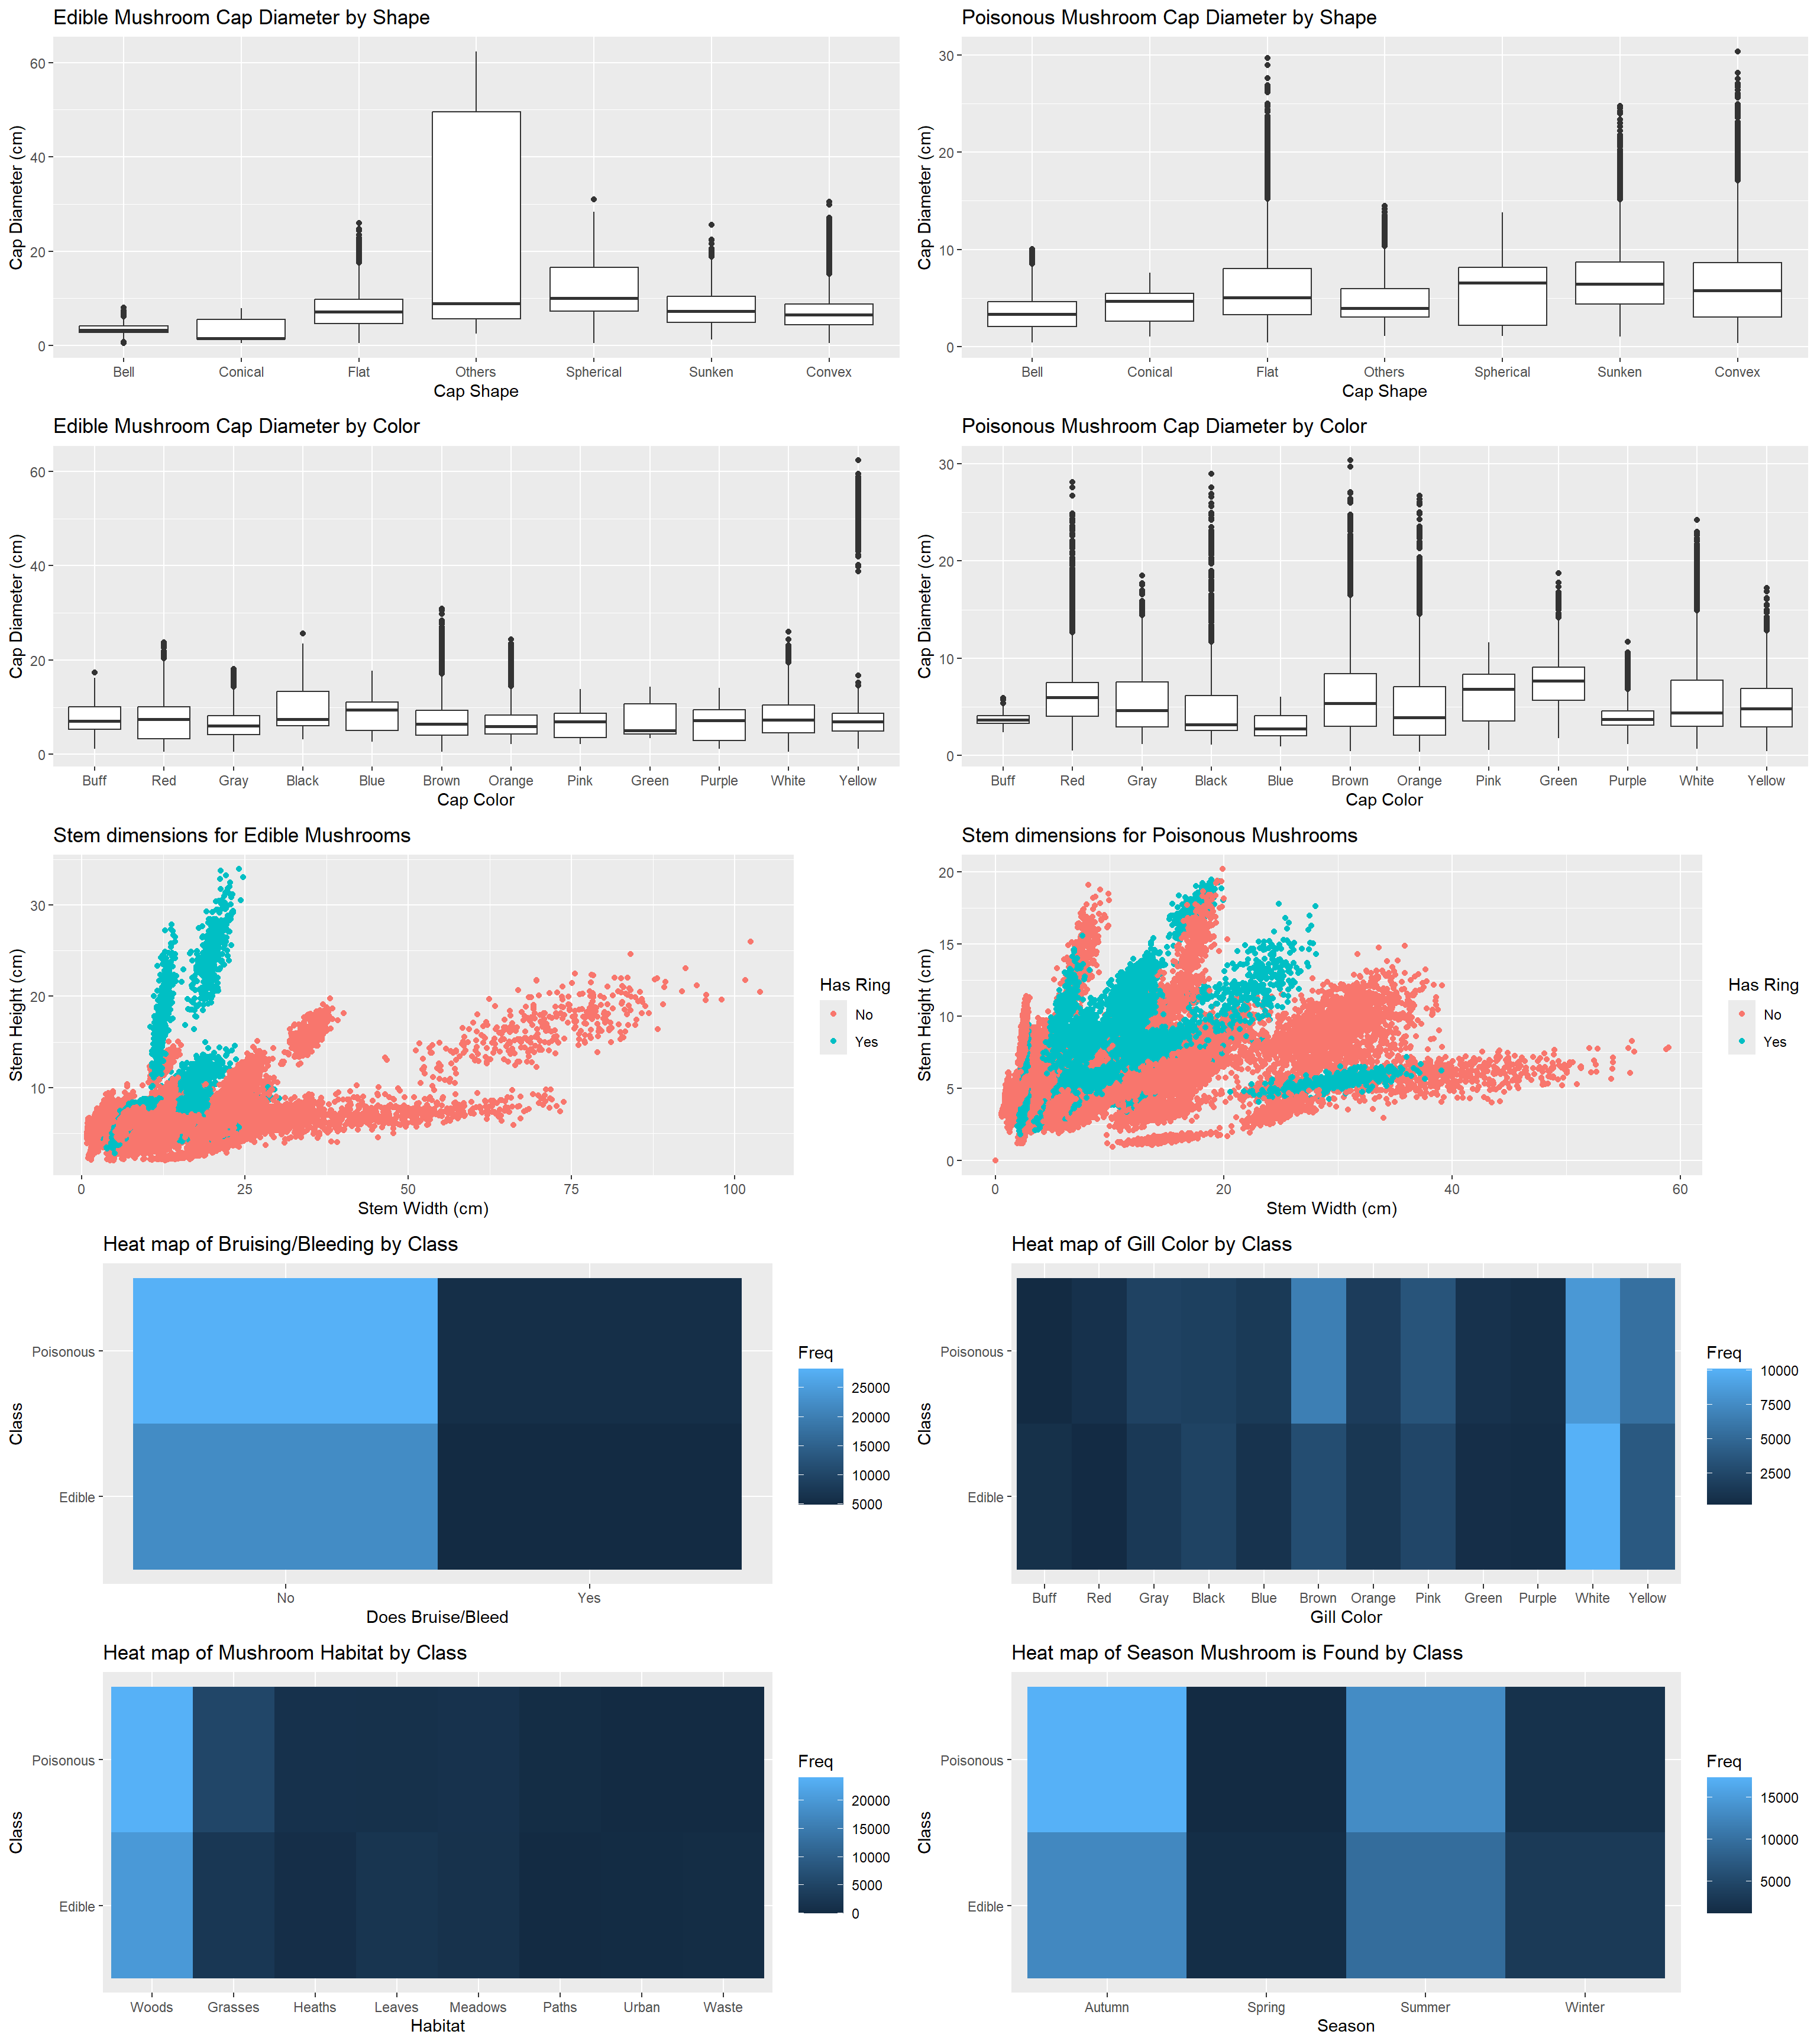 Edible Mushroom Cap Diameter by Shape
Cap Diameter (cm)
60
40
20
0
Bell Conical Flat Others Spherical Sunken Convex
Cap Shape
Poisonous Mushroom Cap Diameter by Shape
Cap Diameter (cm)
30
20
10
0
Bell Conical Flat Others Spherical Sunken Convex
Cap Shape
Edible Mushroom Cap Diameter by Color
Cap Diameter (cm)
60
40
20
0
Buff Red Gray Black Blue Brown Orange Pink Green Purple White Yellow
Cap Color
Poisonous Mushroom Cap Diameter by Color
Cap Diameter (cm)
30
20
10
0
Buff Red Gray Black Blue Brown Orange Pink Green Purple White Yellow
Cap Color
Stem dimensions for Edible Mushrooms
Stem Height (cm)
30
20
10
0 25 50 75 100
Stem Width (cm)
Has Ring
No
Yes
Stem dimensions for Poisonous Mushrooms
Stem Height (cm)
20
15
10
5
0
0 20 40 60
Stem Width (cm)
Has Ring
No
Yes
Heat map of Bruising/Bleeding by Class
Class
Poisonous
Edible
No Yes
Does Bruise/Bleed
Freq
25000
20000
15000
10000
5000
Heat map of Gill Color by Class
Class
Poisonous
Edible
Buff Red Gray Black Blue Brown Orange Pink Green Purple White Yellow
Gill Color
Freq
10000
7500
5000
2500
Heat map of Mushroom Habitat by Class
Class
Poisonous
Edible
Woods Grasses Heaths Leaves Meadows Paths Urban Waste
Habitat
Freq
20000
15000
10000
5000
0
Heat map of Season Mushroom is Found by Class
Class
Poisonous
Edible
Autumn Spring Summer Winter
Season
Freq
15000
10000
5000